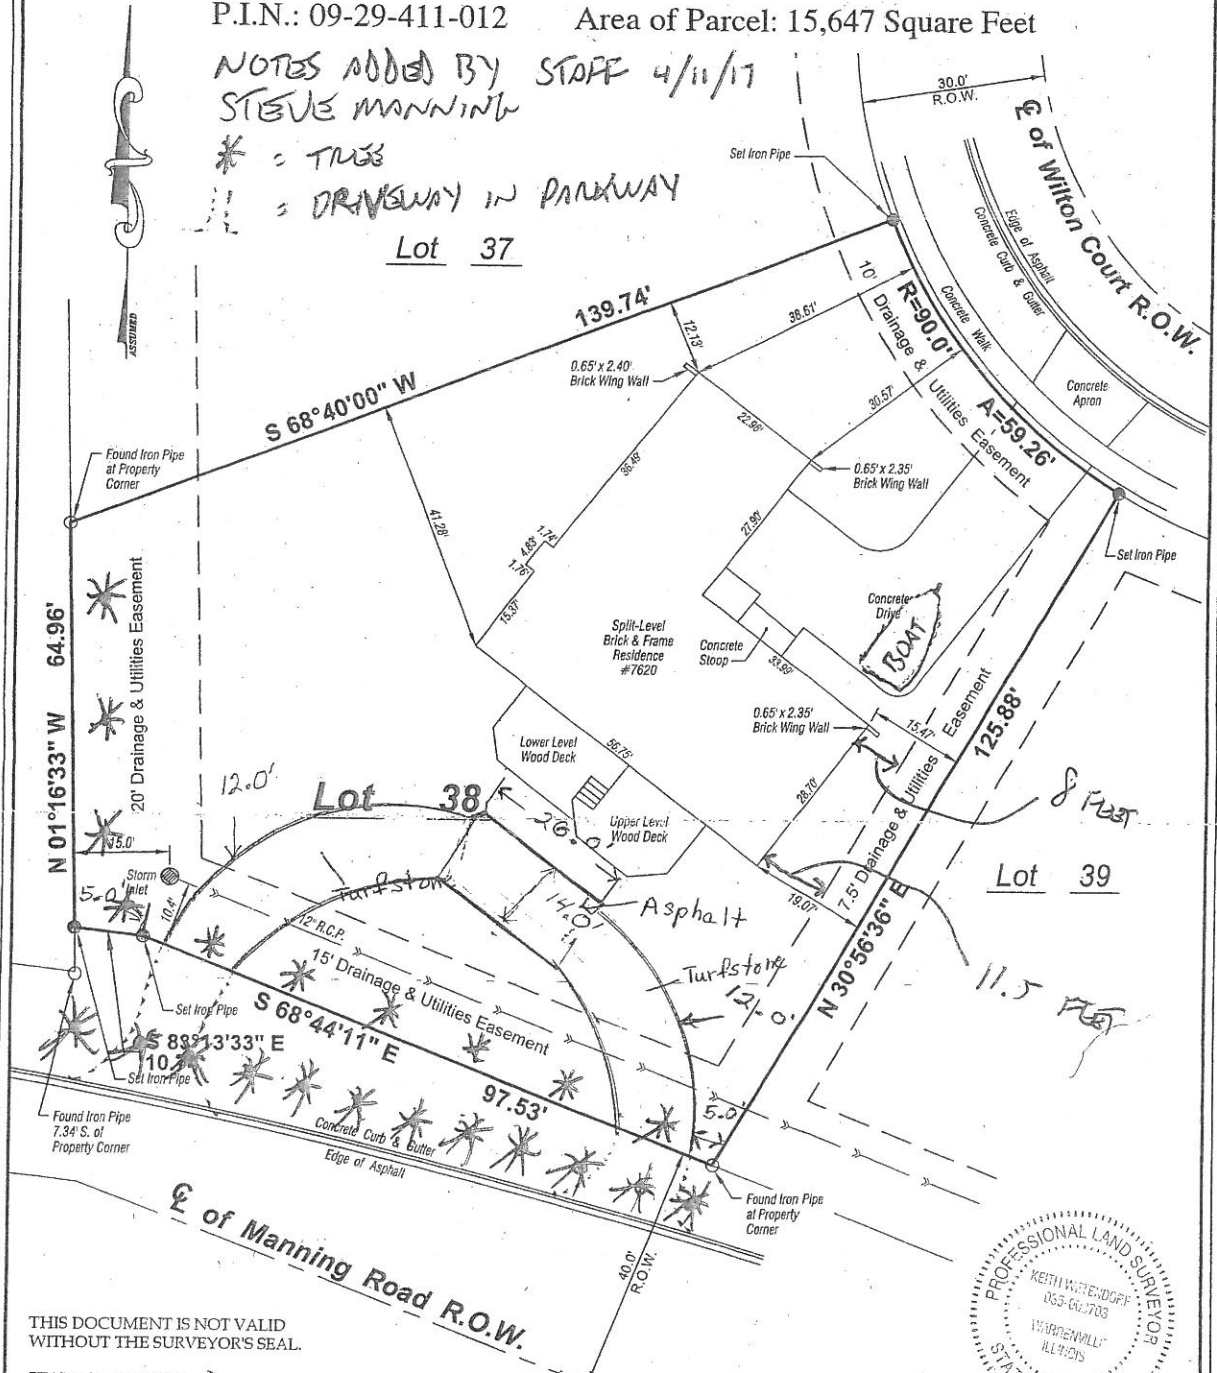 P.I.N.: 09-29-411-012 Area of Parcel: 15,647 Square Feet
NOTES ADDED BY STAFF 4/11/17
STEVE MANNING
= TREE
= DRIVEWAY IN PARKWAY
ASSUMED
Lot 37
30.0'
R.O.W.
℄ of Wilton Court R.O.W.
Set Iron Pipe
Edge of Asphalt
Concrete Curb & Gutter
Concrete Walk
Concrete
Apron
10' Drainage & Utilities Easement
R=90.0'
A=59.26'
139.74'
S 68°40'00" W
12.13'
38.61'
0.65' x 2.40'
Brick Wing Wall
22.98'
30.57'
0.65' x 2.35'
Brick Wing Wall
36.49'
27.90'
41.28'
1.74'
4.83'
1.76'
15.37'
Found Iron Pipe
at Property
Corner
Set Iron Pipe
N 01°16'33" W 64.96'
20' Drainage & Utilities Easement
Split-Level
Brick & Frame
Residence
#7620
Concrete
Stoop
33.99'
Concrete
Drive
BOAT
0.65' x 2.35'
Brick Wing Wall
15.47'
125.88'
N 30°56'36" E
7.5' Drainage & Utilities Easement
28.70'
56.75'
Lower Level
Wood Deck
Upper Level
Wood Deck
8 FEET
Lot 39
12.0'
Lot 38
26.0'
15.0'
Storm
Inlet
5.0'
10.4'
Turfstone
14.0'
Asphalt
19.07'
11.5 FEET
12" R.C.P.
15' Drainage & Utilities Easement
Turfstone
12.0'
Set Iron Pipe
S 68°44'11" E
97.53'
S 88°13'33" E
Set Iron Pipe
5.0'
Found Iron Pipe
7.34' S. of
Property Corner
Concrete Curb & Gutter
Edge of Asphalt
Found Iron Pipe
at Property
Corner
℄ of Manning Road R.O.W.
40.0'
R.O.W.
PROFESSIONAL LAND SURVEYOR
WARRENVILLE
ILLINOIS
THIS DOCUMENT IS NOT VALID
WITHOUT THE SURVEYOR'S SEAL.